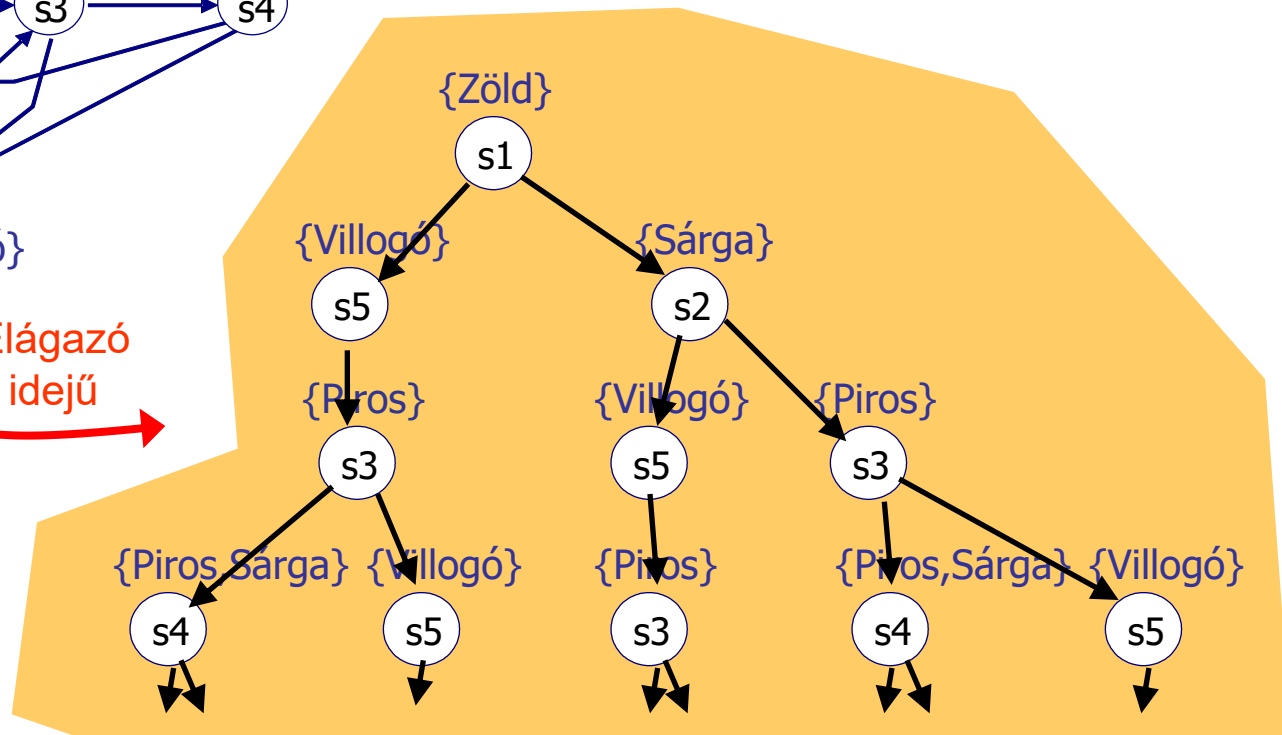 s3 s4
{Zöld}
s1
{Villogó} {Sárga}
s5 s2
Elágazó
idejű
{Piros} {Villogó} {Piros}
s3 s5 s3
{Piros,Sárga} {Villogó} {Piros} {Piros,Sárga} {Villogó}
s4 s5 s3 s4 s5